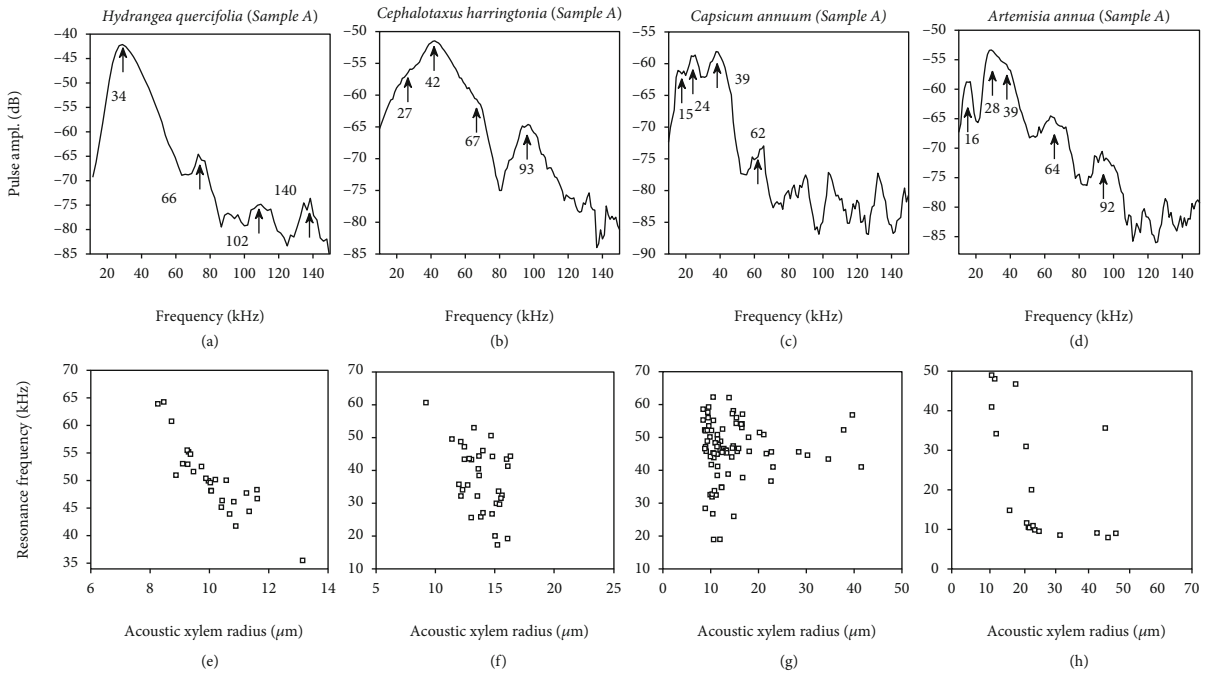 Hydrangea quercifolia (Sample A)
Cephalotaxus harringtonia (Sample A)
Capsicum annuum (Sample A)
Artemisia annua (Sample A)
Pulse ampl. (dB)
−40
−45
−50
−55
−60
−65
−70
−75
−80
−85
34
66
102
140
20 40 60 80 100 120 140
Frequency (kHz)
(a)
−50
−55
−60
−65
−70
−75
−80
−85
27
42
67
93
20 40 60 80 100 120 140
Frequency (kHz)
(b)
−55
−60
−65
−70
−75
−80
−85
−90
15
24
39
62
20 40 60 80 100 120 140
Frequency (kHz)
(c)
−50
−55
−60
−65
−70
−75
−80
−85
16
28
39
64
92
20 40 60 80 100 120 140
Frequency (kHz)
(d)
Resonance frequency (kHz)
70
65
60
55
50
45
40
35
6 8 10 12 14
Acoustic xylem radius (μm)
(e)
70
60
50
40
30
20
10
5 10 15 20 25
Acoustic xylem radius (μm)
(f)
70
60
50
40
30
20
10
0 10 20 30 40 50
Acoustic xylem radius (μm)
(g)
50
40
30
20
10
0
0 10 20 30 40 50 60 70
Acoustic xylem radius (μm)
(h)